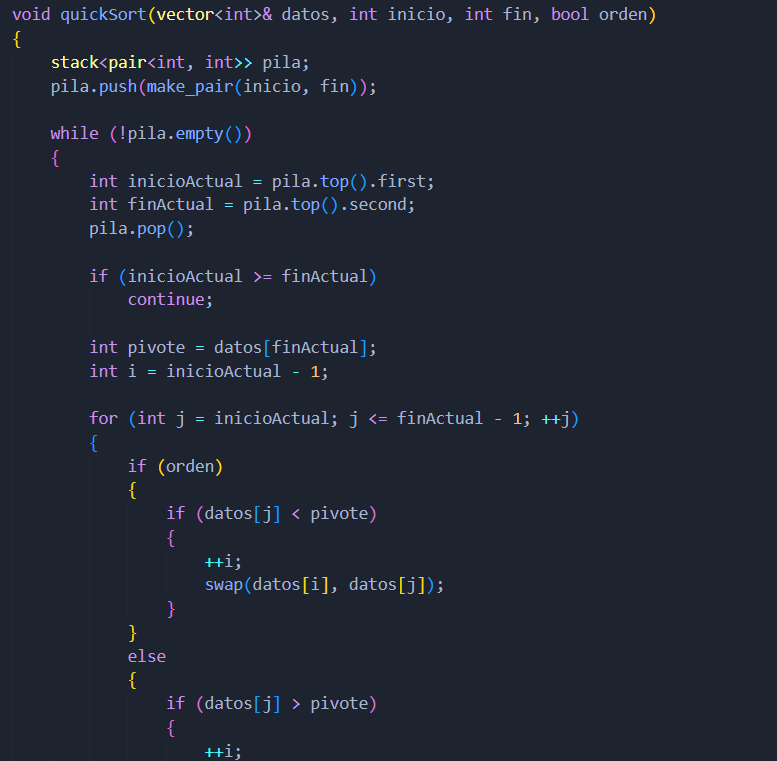 void quickSort(vector<int>& datos, int inicio, int fin, bool orden)
{
    stack<pair<int, int>> pila;
    pila.push(make_pair(inicio, fin));

    while (!pila.empty())
    {
        int inicioActual = pila.top().first;
        int finActual = pila.top().second;
        pila.pop();

        if (inicioActual >= finActual)
            continue;

        int pivote = datos[finActual];
        int i = inicioActual - 1;

        for (int j = inicioActual; j <= finActual - 1; ++j)
        {
            if (orden)
            {
                if (datos[j] < pivote)
                {
                    ++i;
                    swap(datos[i], datos[j]);
                }
            }
            else
            {
                if (datos[j] > pivote)
                {
                    ++i;